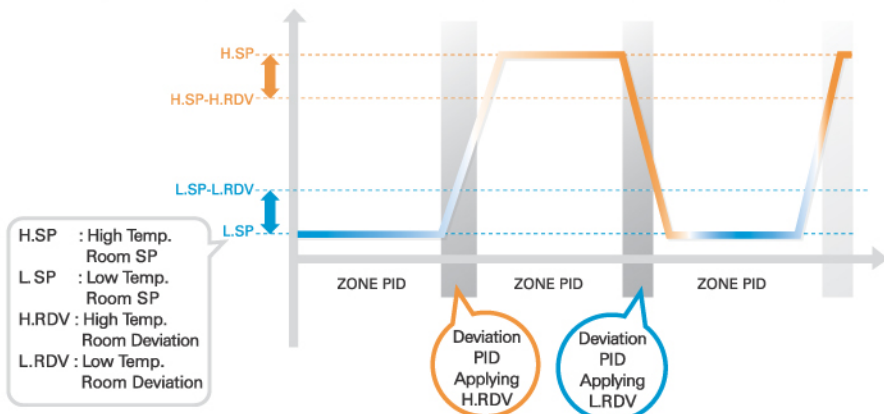 H.SP
H.SP-H.RDV
L.SP-L.RDV
L.SP
H.SP : High Temp.
Room SP
L.SP : Low Temp.
Room SP
H.RDV : High Temp.
Room Deviation
L.RDV : Low Temp.
Room Deviation
ZONE PID
ZONE PID
ZONE PID
Deviation
PID
Applying
H.RDV
Deviation
PID
Applying
L.RDV